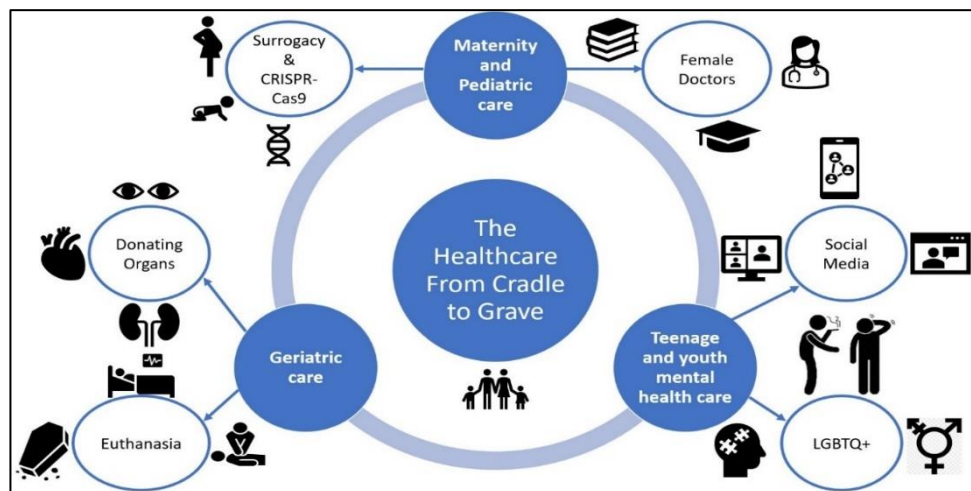 Surrogacy
&
CRISPR-
Cas9
Maternity
and
Pediatric
care
Female
Doctors
Donating
Organs
The
Healthcare
From Cradle
to Grave
Social
Media
Geriatric
care
Teenage
and youth
mental
health care
Euthanasia
LGBTQ+